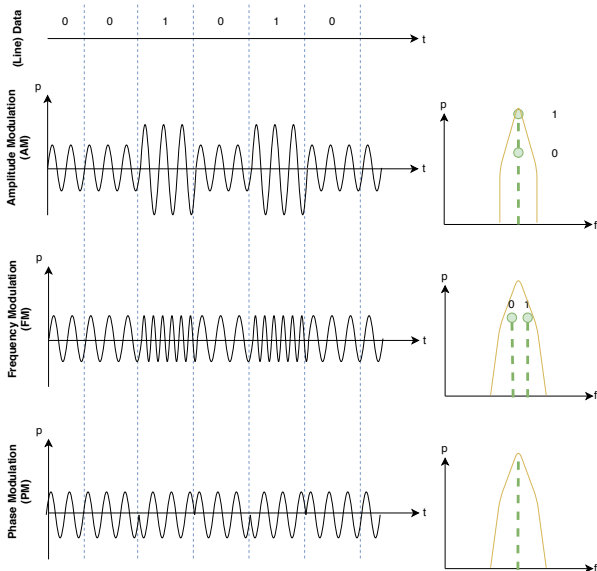 (Line) Data
0 0 1 0 1 0
t
Amplitude Modulation
(AM)
p
t
p
1
0
f
Frequency Modulation
(FM)
p
t
p
0 1
f
Phase Modulation
(PM)
p
t
p
f